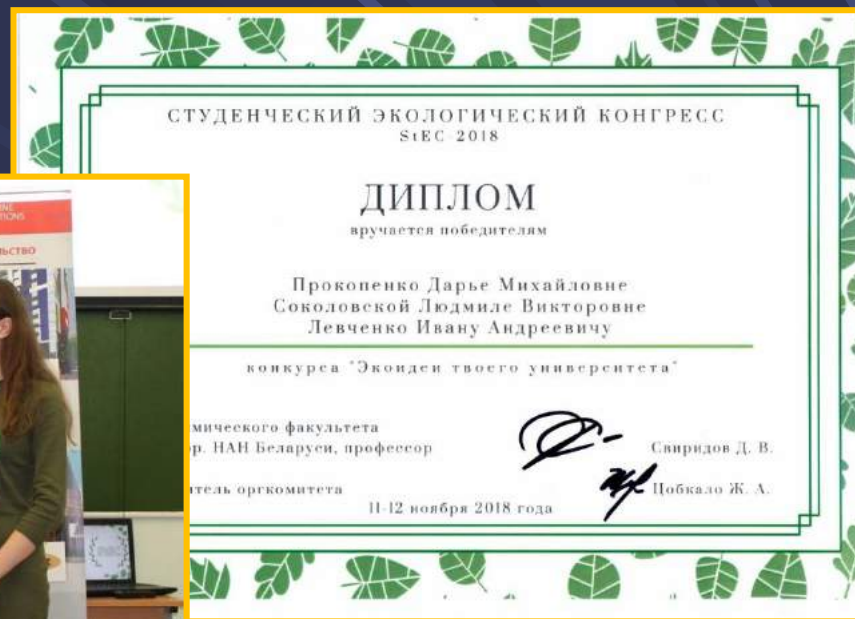 СТУДЕНЧЕСКИЙ ЭКОЛОГИЧЕСКИЙ КОНГРЕСС
StEC-2018
ДИПЛОМ
вручается победителям
Прокопенко Дарье Михайловне
Соколовской Людмиле Викторовне
Левченко Ивану Андреевичу
конкурса "Экоидеи твоего университета"
мического факультета
ор. НАН Беларуси, профессор
Свиридов Д. В.
итель оргкомитета
Цобкало Ж. А.
11-12 ноября 2018 года